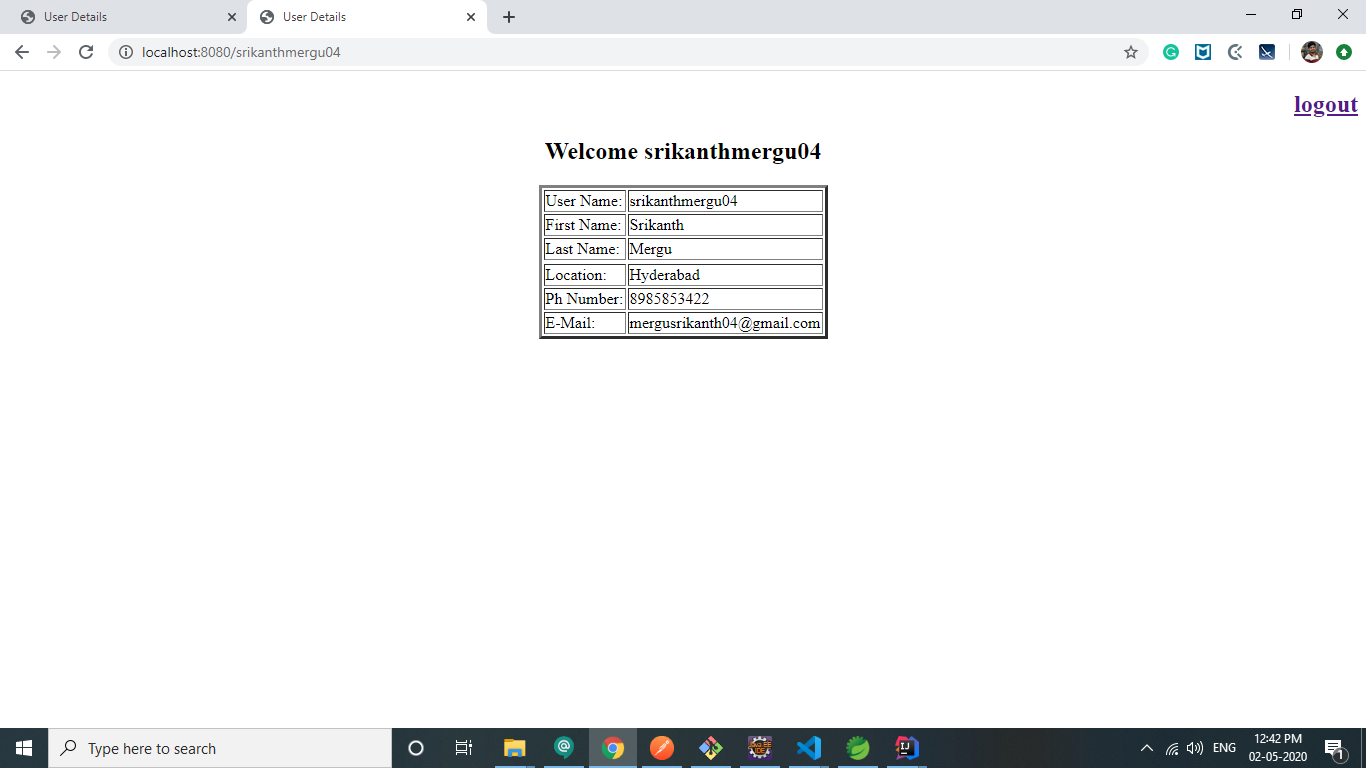 User Details
User Details
localhost:8080/srikanthmergu04
logout
Welcome srikanthmergu04
User Name: srikanthmergu04
First Name: Srikanth
Last Name: Mergu
Location: Hyderabad
Ph Number: 8985853422
E-Mail: mergusrikanth04@gmail.com
Type here to search
ENG
12:42 PM
02-05-2020
1